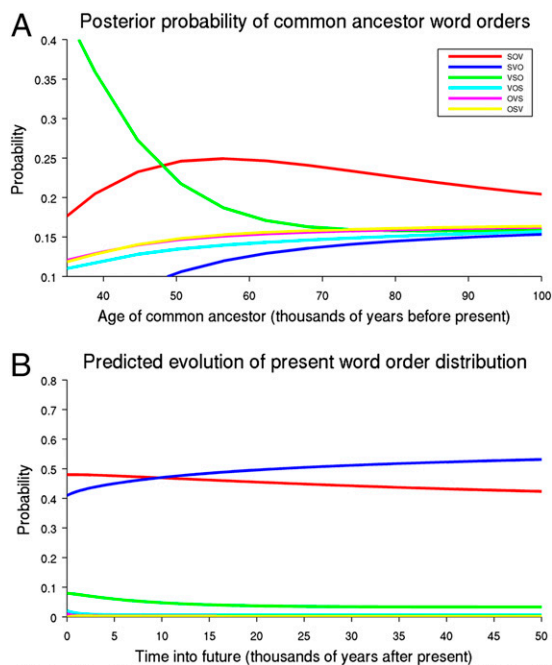 A
Posterior probability of common ancestor word orders
0.4
0.35
0.3
0.25
0.2
0.15
0.1
Probability
SOV
SVO
VSO
VOS
OVS
OSV
40 50 60 70 80 90 100
Age of common ancestor (thousands of years before present)
B
Predicted evolution of present word order distribution
0.8
0.7
0.6
0.5
0.4
0.3
0.2
0.1
0
Probability
0 5 10 15 20 25 30 35 40 45 50
Time into future (thousands of years after present)